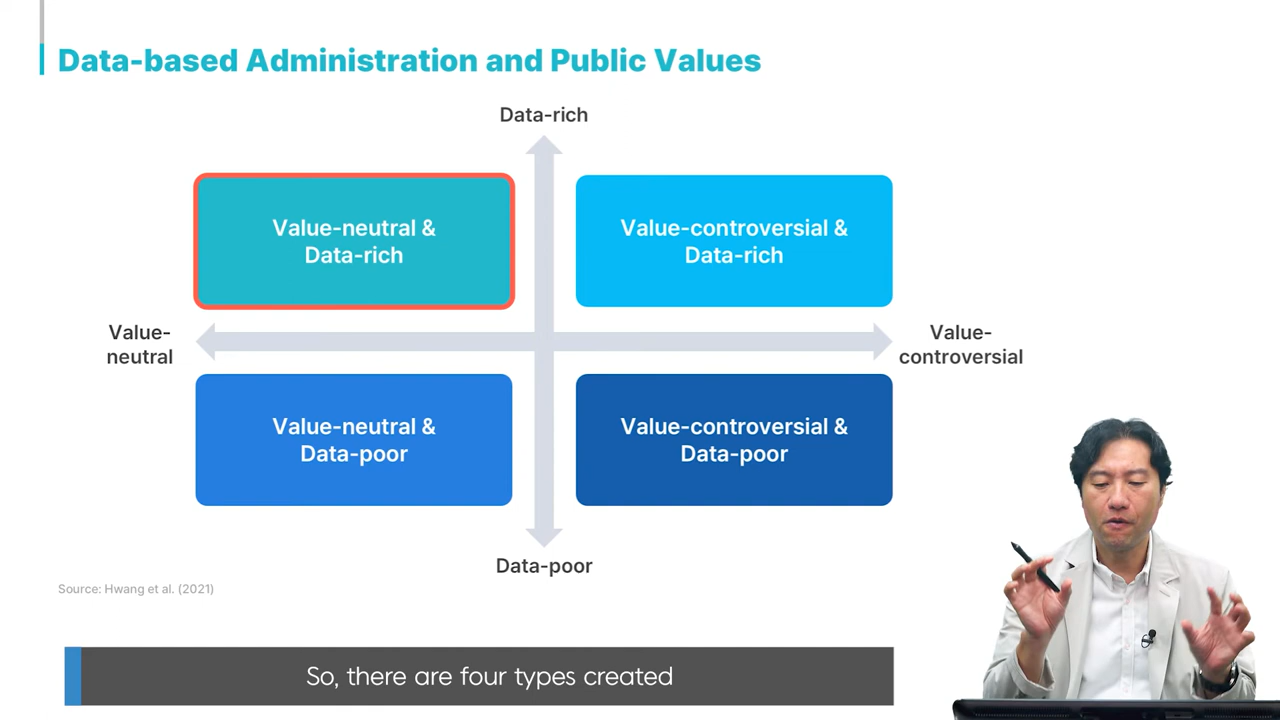 Data-based Administration and Public Values
Data-rich
Value-neutral &
Data-rich
Value-controversial &
Data-rich
Value-
neutral
Value-
controversial
Value-neutral &
Data-poor
Value-controversial &
Data-poor
Data-poor
Source: Hwang et al. (2021)
So, there are four types created